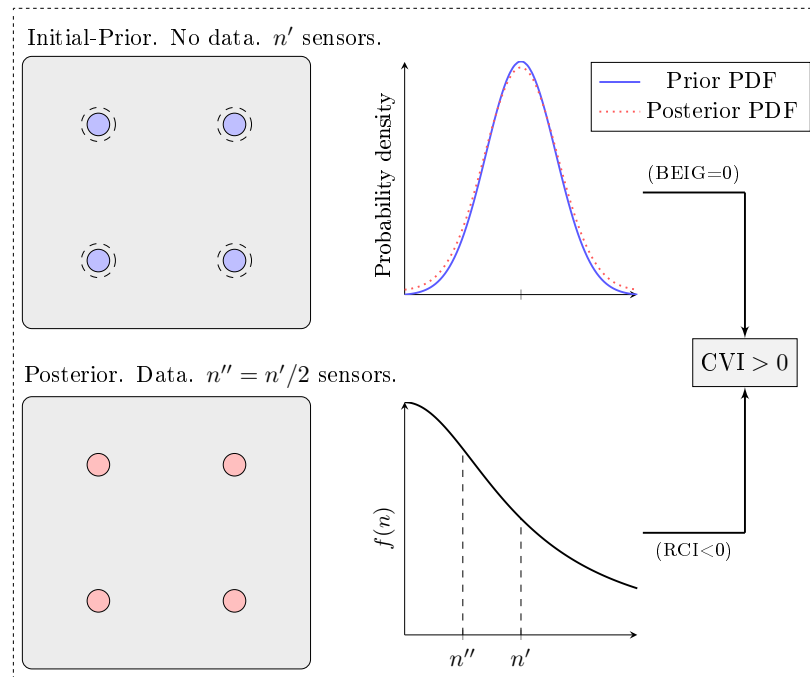 Initial-Prior. No data. n′ sensors.
Probability density
Prior PDF
Posterior PDF
(BEIG=0)
CVI > 0
Posterior. Data. n″ = n′/2 sensors.
f(n)
(RCI<0)
n″
n′